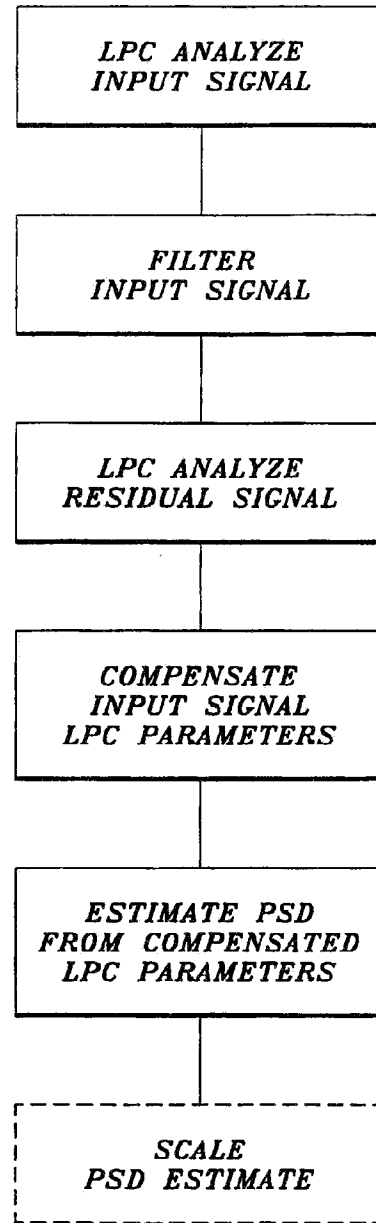 LPC ANALYZE
INPUT SIGNAL
FILTER
INPUT SIGNAL
LPC ANALYZE
RESIDUAL SIGNAL
COMPENSATE
INPUT SIGNAL
LPC PARAMETERS
ESTIMATE PSD
FROM COMPENSATED
LPC PARAMETERS
SCALE
PSD ESTIMATE